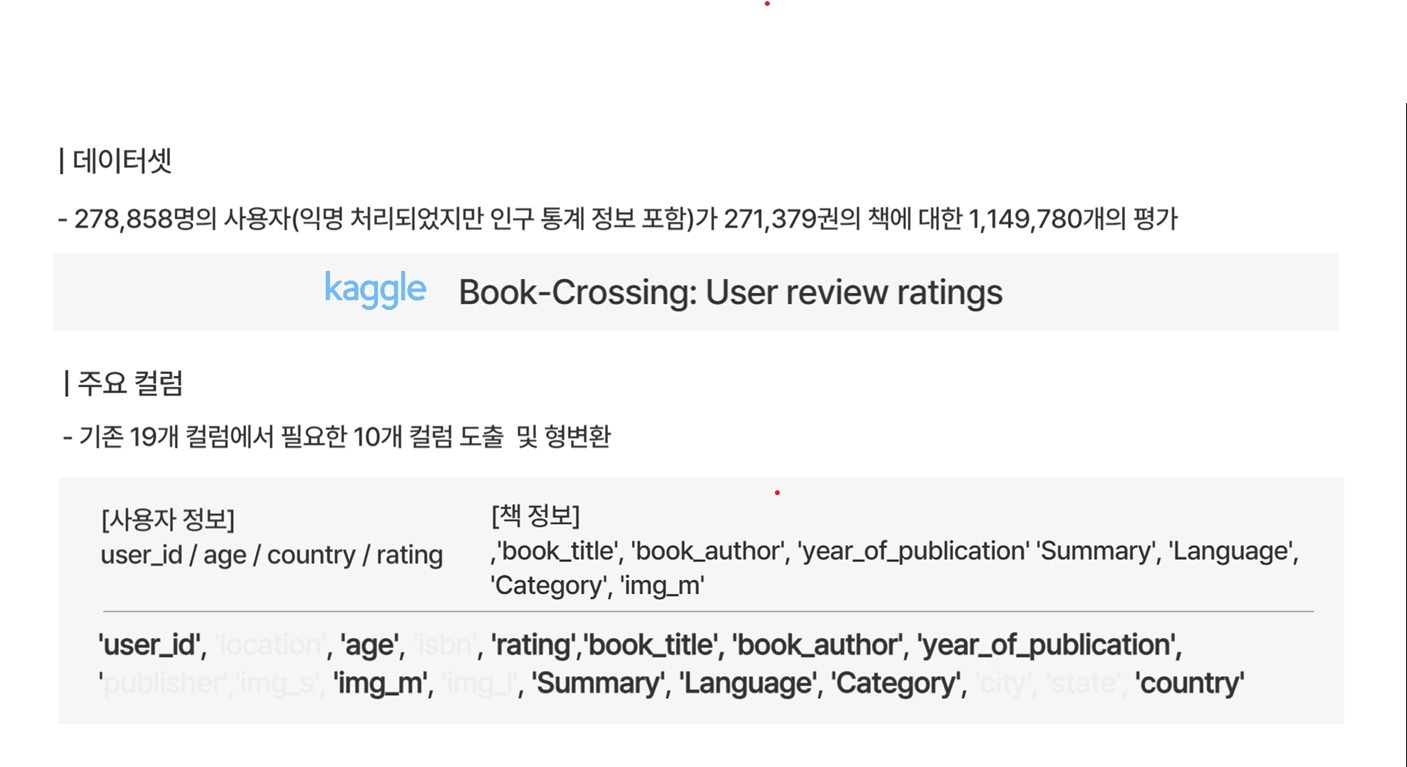 | 데이터셋
- 278,858명의 사용자(익명 처리되었지만 인구 통계 정보 포함)가 271,379권의 책에 대한 1,149,780개의 평가
kaggle Book-Crossing: User review ratings
| 주요 컬럼
- 기존 19개 컬럼에서 필요한 10개 컬럼 도출 및 형변환
[사용자 정보]
user_id / age / country / rating
[책 정보]
,'book_title', 'book_author', 'year_of_publication' 'Summary', 'Language',
'Category', 'img_m'
'user_id', 'location', 'age', 'isbn', 'rating','book_title', 'book_author', 'year_of_publication',
'publisher','img_s', 'img_m', 'img_l', 'Summary', 'Language', 'Category', 'city', 'state', 'country'